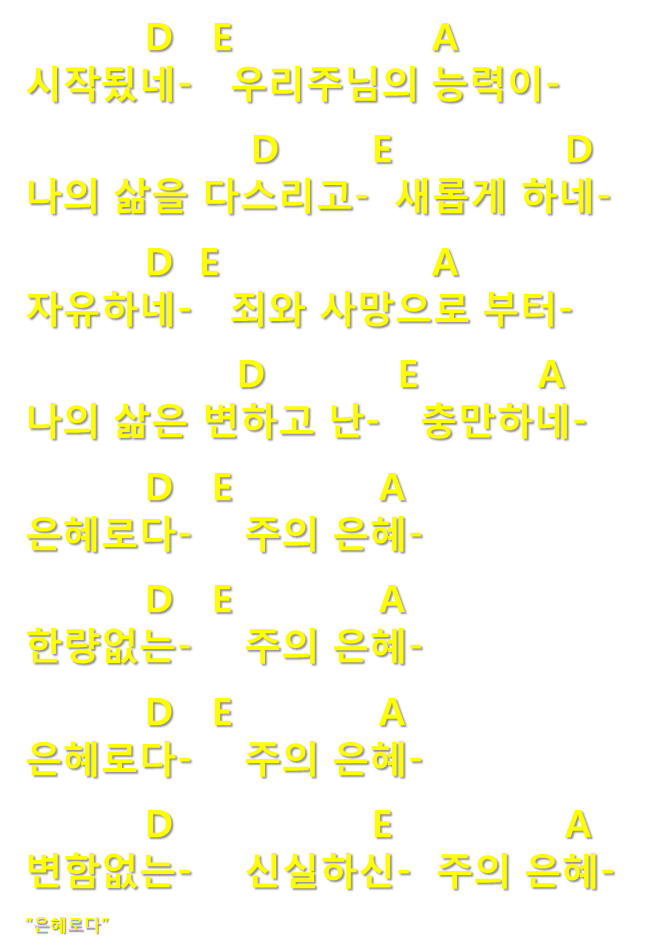 D E A
시작됬네- 우리주님의 능력이-
D E D
나의 삶을 다스리고- 새롭게 하네-
D E A
자유하네- 죄와 사망으로 부터-
D E A
나의 삶은 변하고 난- 충만하네-
D E A
은혜로다- 주의 은혜-
D E A
한량없는- 주의 은혜-
D E A
은혜로다- 주의 은혜-
D E A
변함없는- 신실하신- 주의 은혜-
"은혜로다"